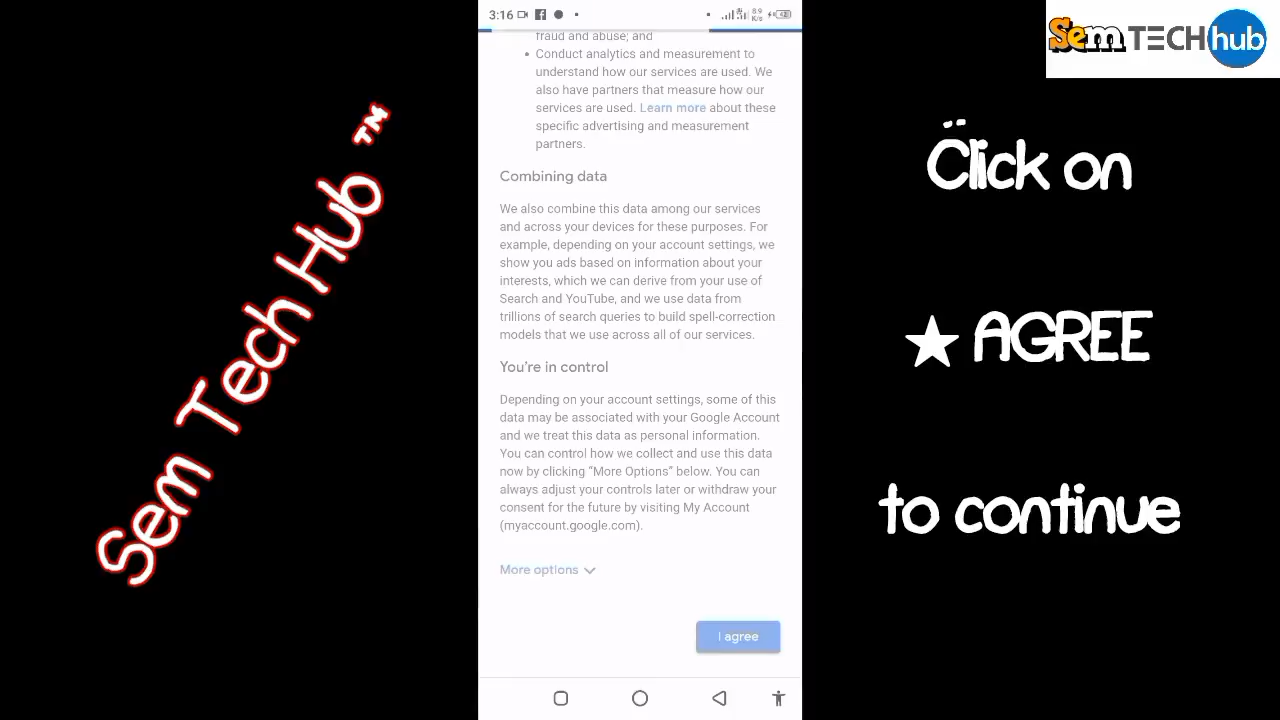 3:16
8.9
K/s
fraud and abuse; and
• Conduct analytics and measurement to
understand how our services are used. We
also have partners that measure how our
services are used. Learn more about these
specific advertising and measurement
partners.
Combining data
We also combine this data among our services
and across your devices for these purposes. For
example, depending on your account settings, we
show you ads based on information about your
interests, which we can derive from your use of
Search and YouTube, and we use data from
trillions of search queries to build spell-correction
models that we use across all of our services.
You're in control
Depending on your account settings, some of this
data may be associated with your Google Account
and we treat this data as personal information.
You can control how we collect and use this data
now by clicking “More Options” below. You can
always adjust your controls later or withdraw your
consent for the future by visiting My Account
(myaccount.google.com).
More options
I agree
Sem Tech Hub ™
Sem TECH hub
Click on
★ AGREE
to continue